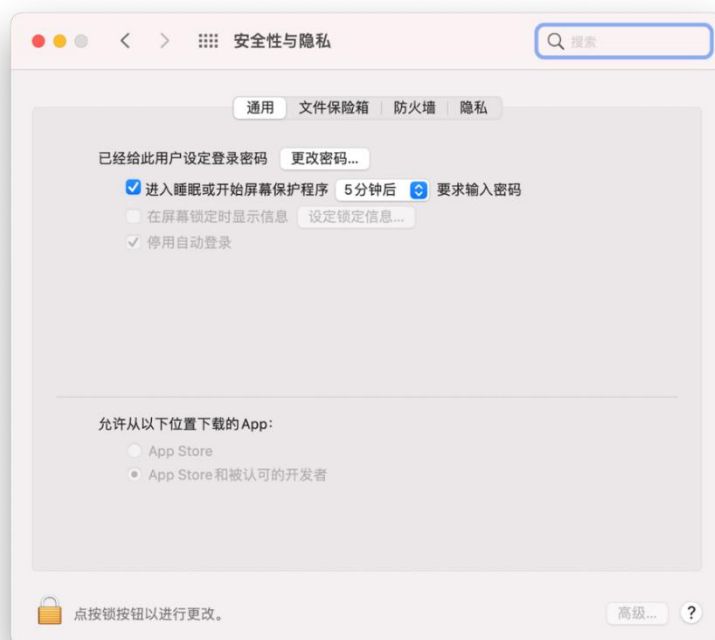 安全性与隐私 搜索
通用 文件保险箱 防火墙 隐私
已经给此用户设定登录密码 更改密码...
进入睡眠或开始屏幕保护程序 5分钟后 要求输入密码
在屏幕锁定时显示信息 设定锁定信息...
停用自动登录
允许从以下位置下载的App：
App Store
App Store和被认可的开发者
点按锁按钮以进行更改。 高级... ?